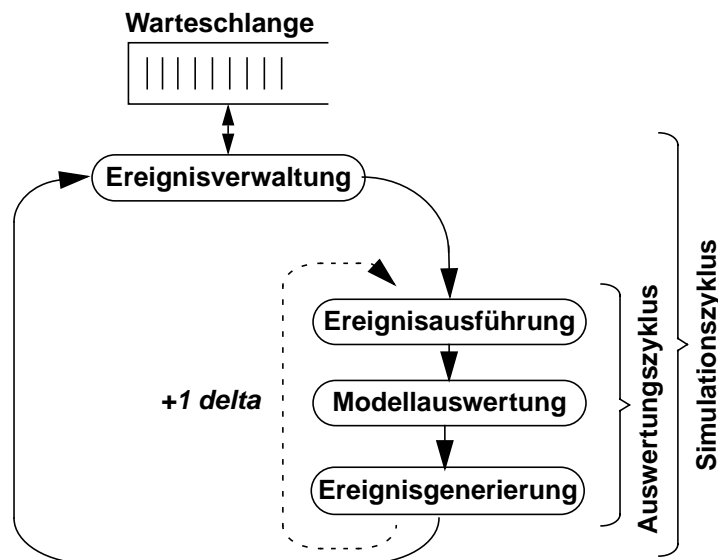 Warteschlange
Ereignisverwaltung
Ereignisausführung
+1 delta
Modellauswertung
Ereignisgenerierung
Auswertungszyklus
Simulationszyklus